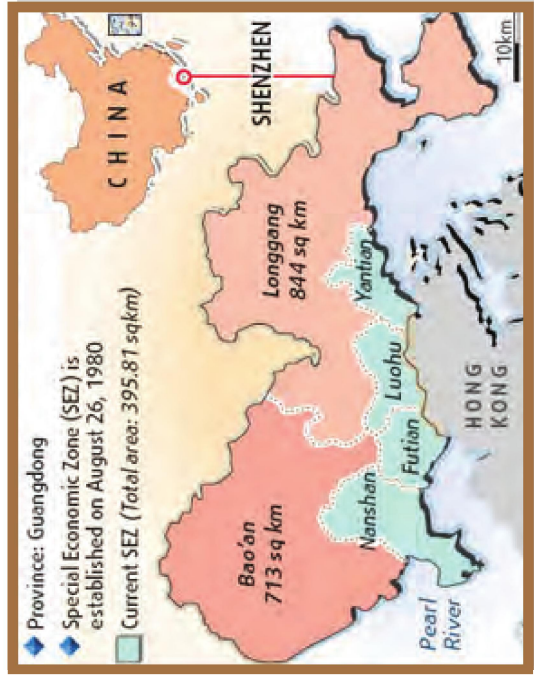 Province: Guangdong
Special Economic Zone (SEZ) is
established on August 26, 1980
Current SEZ (Total area: 395.81 sqkm)
CHINA
SHENZHEN
Bao'an
713 sq km
Longgang
844 sq km
Nanshan
Futian
Luohu
Yantian
Pearl
River
HONG
KONG
10km